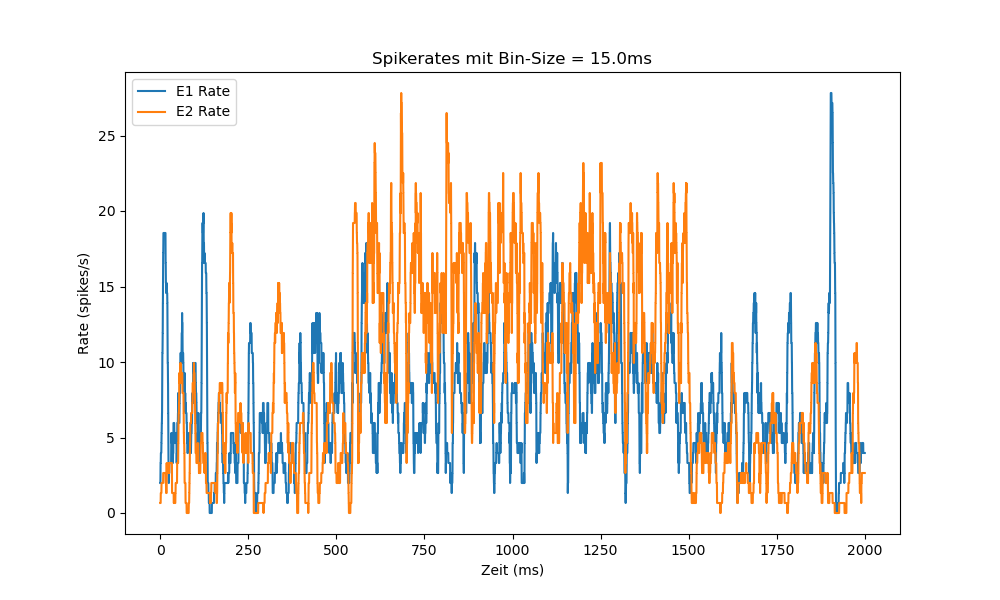 Spikerates mit Bin-Size = 15.0ms
E1 Rate
E2 Rate
Rate (spikes/s)
25
20
15
10
5
0
0 250 500 750 1000 1250 1500 1750 2000
Zeit (ms)